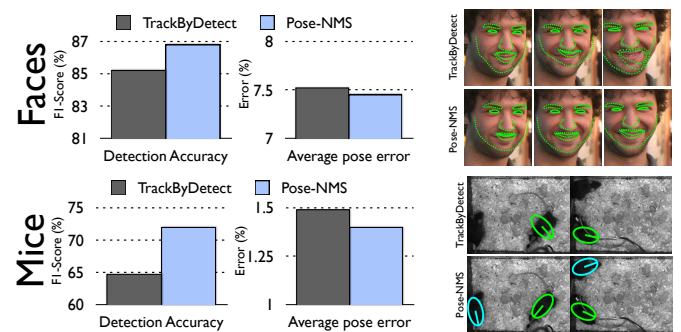 TrackByDetect Pose-NMS
Faces
F1-Score (%)
87
85
83
81
Detection Accuracy
Error (%)
8
7.5
7
Average pose error
TrackByDetect
Pose-NMS
TrackByDetect Pose-NMS
Mice
F1-Score (%)
75
70
65
60
Detection Accuracy
Error (%)
1.5
1.25
1
Average pose error
TrackByDetect
Pose-NMS